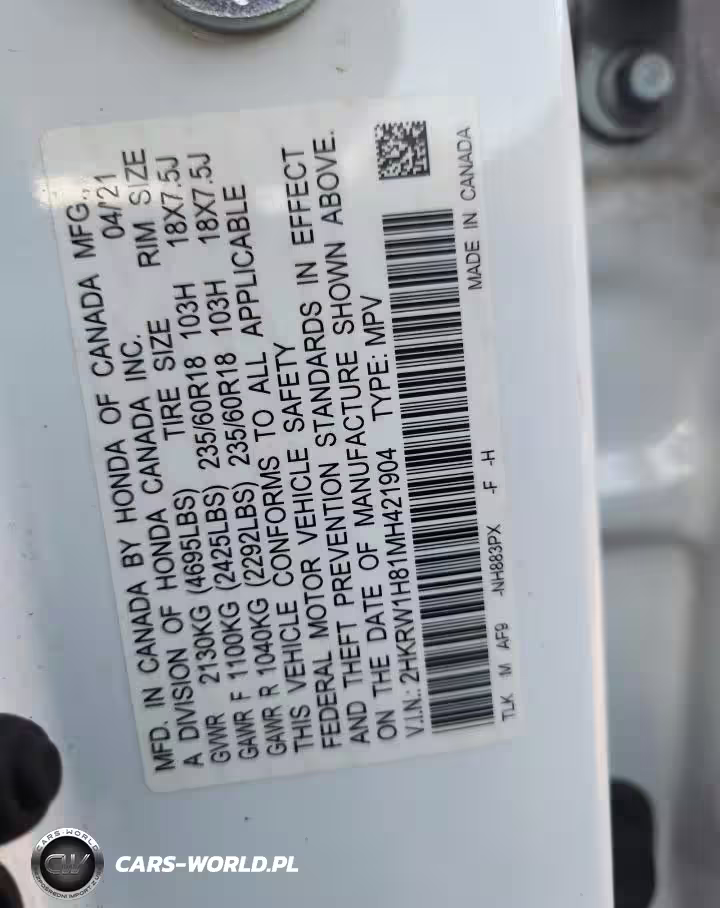 MFD. IN CANADA BY HONDA OF CANADA MFG.,
A DIVISION OF HONDA CANADA INC. 04/'21
TIRE SIZE RIM SIZE
GVWR 2130KG (4695LBS)
GAWR F 1100KG (2425LBS) 235/60R18 103H 18X7.5J
GAWR R 1040KG (2292LBS) 235/60R18 103H 18X7.5J
THIS VEHICLE CONFORMS TO ALL APPLICABLE
FEDERAL MOTOR VEHICLE SAFETY
AND THEFT PREVENTION STANDARDS IN EFFECT
ON THE DATE OF MANUFACTURE SHOWN ABOVE.
V.I.N.: 2HKRW1H81MH421904 TYPE: MPV
TLK M AF9 -NH883PX -F -H
MADE IN CANADA
CARS-WORLD
CW
CARS-WORLD.PL